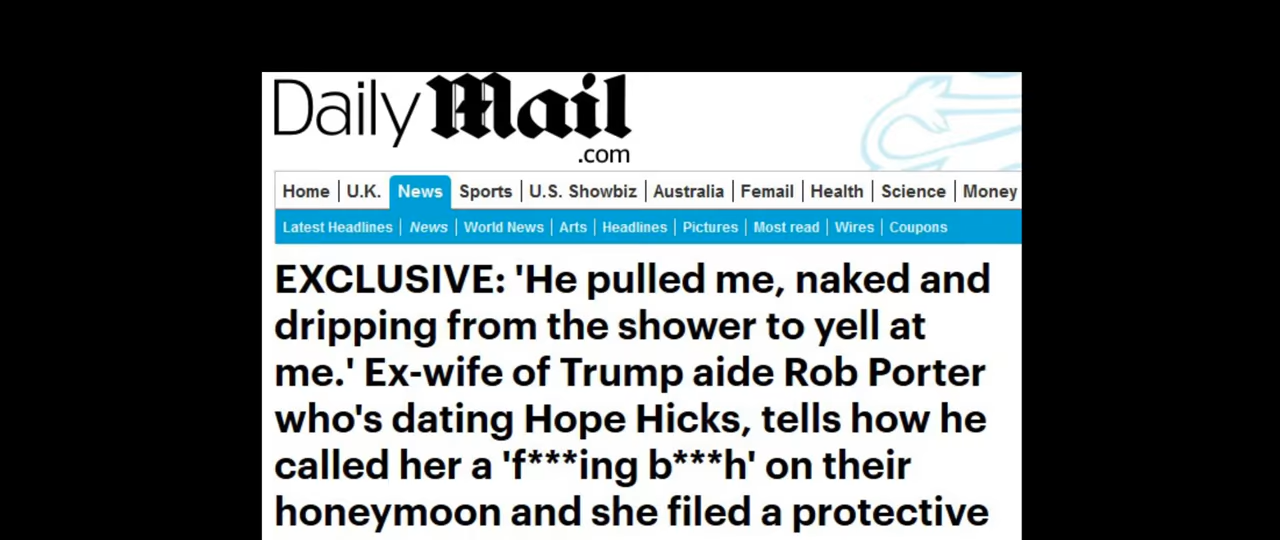 Daily Mail
.com
Home U.K. News Sports U.S. Showbiz Australia Femail Health Science Money
Latest Headlines News World News Arts Headlines Pictures Most read Wires Coupons
EXCLUSIVE: 'He pulled me, naked and
dripping from the shower to yell at
me.' Ex-wife of Trump aide Rob Porter
who's dating Hope Hicks, tells how he
called her a 'f***ing b***h' on their
honeymoon and she filed a protective